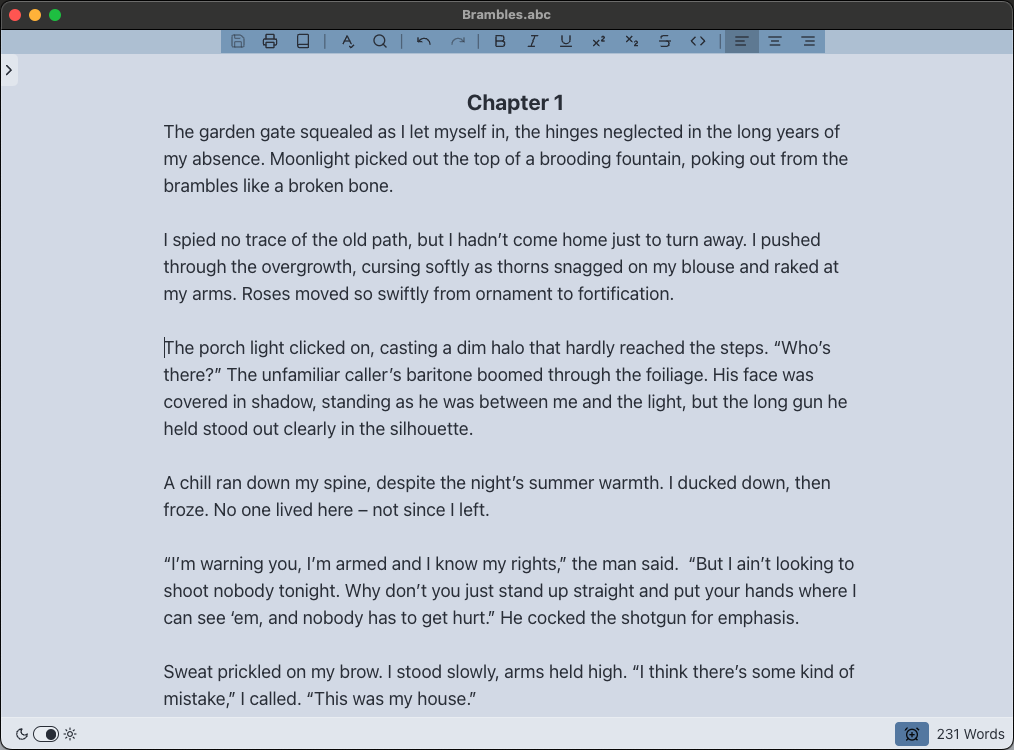 Brambles.abc
Chapter 1
The garden gate squealed as I let myself in, the hinges neglected in the long years of
my absence. Moonlight picked out the top of a brooding fountain, poking out from the
brambles like a broken bone.
I spied no trace of the old path, but I hadn’t come home just to turn away. I pushed
through the overgrowth, cursing softly as thorns snagged on my blouse and raked at
my arms. Roses moved so swiftly from ornament to fortification.
The porch light clicked on, casting a dim halo that hardly reached the steps. “Who’s
there?” The unfamiliar caller’s baritone boomed through the foiliage. His face was
covered in shadow, standing as he was between me and the light, but the long gun he
held stood out clearly in the silhouette.
A chill ran down my spine, despite the night’s summer warmth. I ducked down, then
froze. No one lived here – not since I left.
“I’m warning you, I’m armed and I know my rights,” the man said.  “But I ain’t looking to
shoot nobody tonight. Why don’t you just stand up straight and put your hands where I
can see ‘em, and nobody has to get hurt.” He cocked the shotgun for emphasis.
Sweat prickled on my brow. I stood slowly, arms held high. “I think there’s some kind of
mistake,” I called. “This was my house.”
231 Words